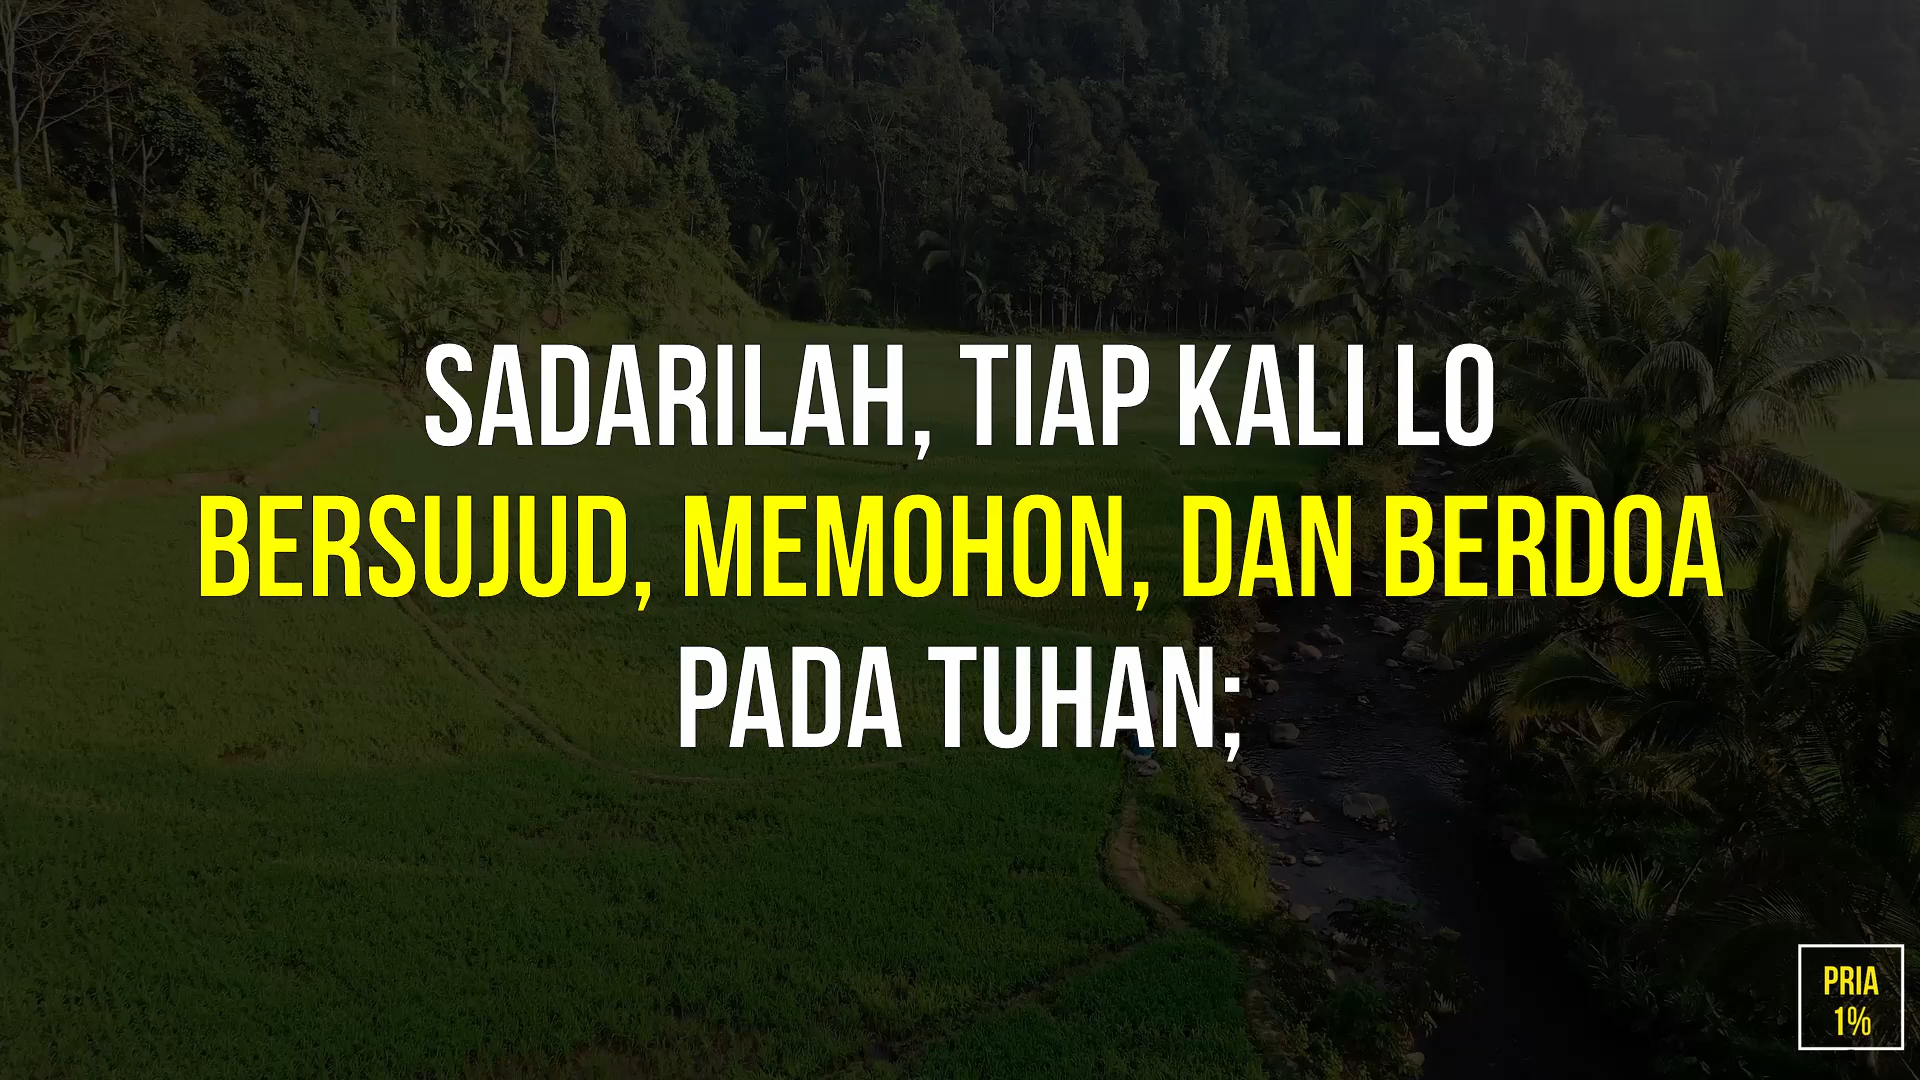 SADARILAH, TIAP KALI LO
BERSUJUD, MEMOHON, DAN BERDOA
PADA TUHAN;
PRIA
1%